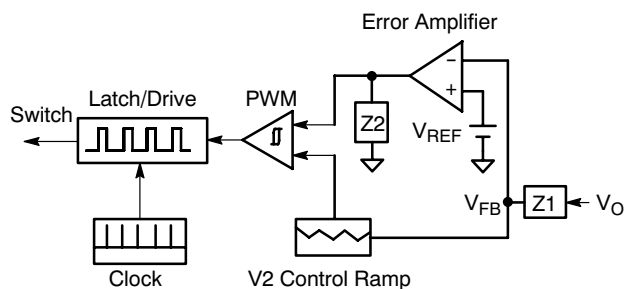 Error Amplifier
Latch/Drive
PWM
Switch
−
+
Z2
VREF
VFB
Z1
VO
Clock
V2 Control Ramp